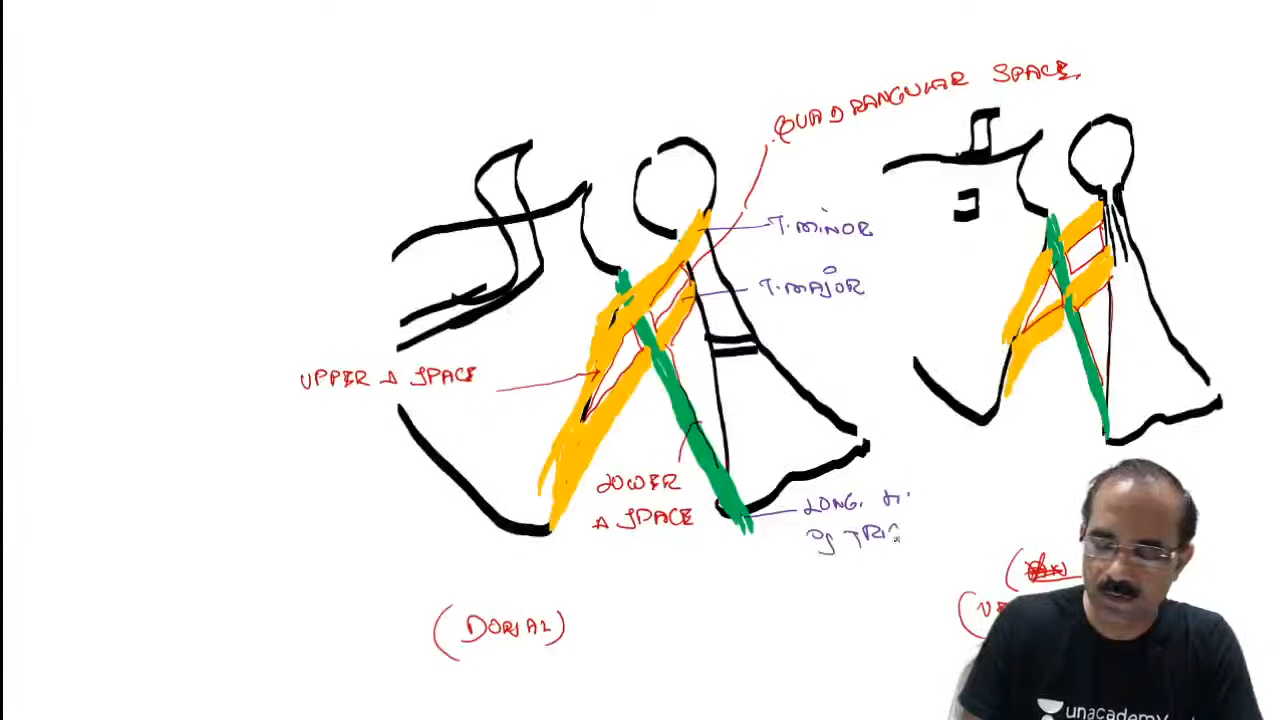 QUADRANGULAR SPACE
T. MINOR
T. MAJOR
UPPER Δ SPACE
LOWER
Δ SPACE
LONG. H.
OF TRI
(DORSAL)
unacademy